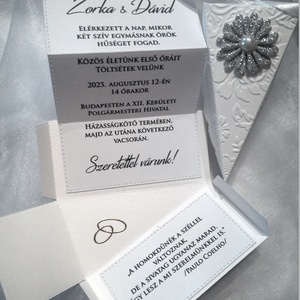 Zorka & Dávid
Elérkezett a nap, mikor
két szív egymásnak örök
hűséget fogad.
Közös életünk első óráit
Töltsétek velünk
2025. augusztus 12-én
14 órakor
Budapesten a XII. kerületi
Polgármesteri Hivatal
Házasságkötő termében,
majd az utána következő
vacsorán.
Szeretettel várunk!
„A homokdűnék a széllel
változnak,
de a sivatag ugyanaz marad.
Így lesz a mi szerelmünkkel is.”
/Paulo Coelho/